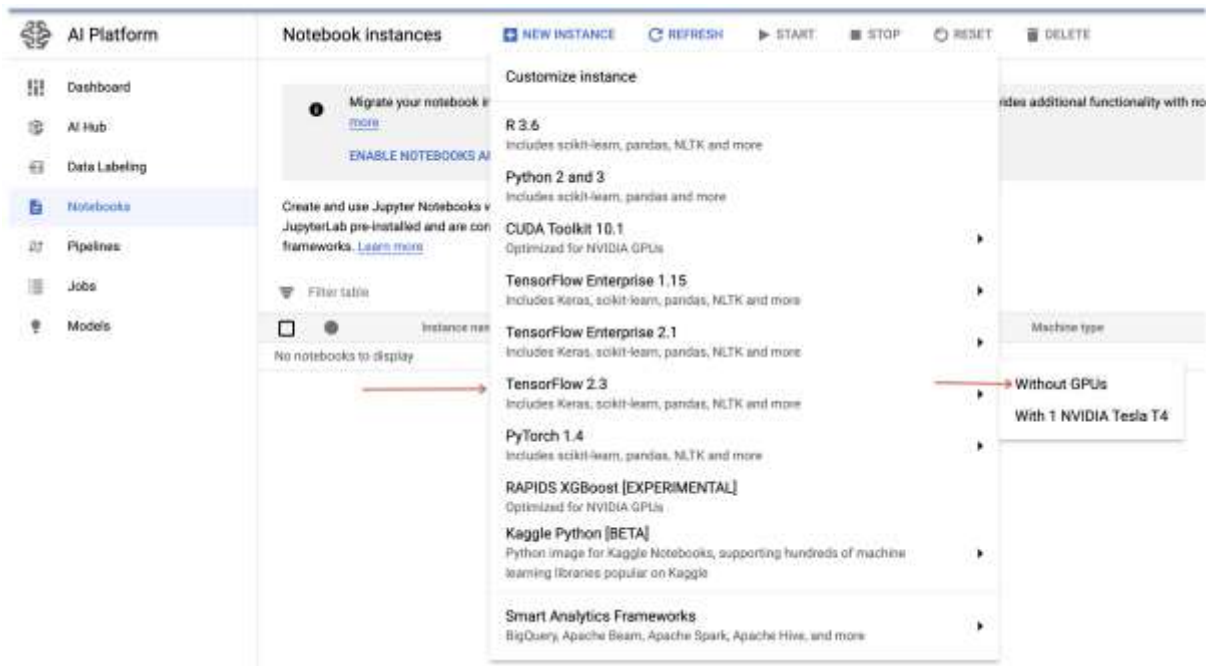 AI Platform
Notebook instances
NEW INSTANCE
REFRESH
START
STOP
RESET
DELETE
Dashboard
AI Hub
Data Labeling
Notebooks
Pipelines
Jobs
Models
Migrate your notebook
more
ENABLE NOTEBOOKS
ides additional functionality with no
Create and use Jupyter Notebooks
JupyterLab pre-installed and are con
frameworks. Learn more
Filter table
Instance
Machine type
No notebooks to display
Customize instance
R 3.6
Includes scikit-learn, pandas, NLTK and more
Python 2 and 3
Includes scikit-learn, pandas and more
CUDA Toolkit 10.1
Optimized for NVIDIA GPUs
TensorFlow Enterprise 1.15
Includes Keras, scikit-learn, pandas, NLTK and more
TensorFlow Enterprise 2.1
Includes Keras, scikit-learn, pandas, NLTK and more
TensorFlow 2.3
Includes Keras, scikit-learn, pandas, NLTK and more
Without GPUs
With 1 NVIDIA Tesla T4
PyTorch 1.4
Includes scikit-learn, pandas, NLTK and more
RAPIDS XGBoost [EXPERIMENTAL]
Optimized for NVIDIA GPUs
Kaggle Python [BETA]
Python image for Kaggle Notebooks, supporting hundreds of machine
learning libraries popular on Kaggle
Smart Analytics Frameworks
BigQuery, Apache Beam, Apache Spark, Apache Hive, and more